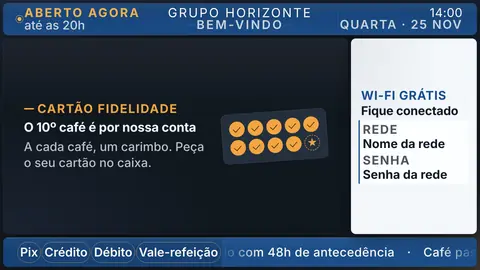 ABERTO AGORA
até as 20h
GRUPO HORIZONTE
BEM-VINDO
14:00
QUARTA · 25 NOV
CARTÃO FIDELIDADE
O 10º café é por nossa conta
A cada café, um carimbo. Peça
o seu cartão no caixa.
WI-FI GRÁTIS
Fique conectado
REDE
Nome da rede
SENHA
Senha da rede
Pix Crédito Débito Vale-refeição
com 48h de antecedência · Café